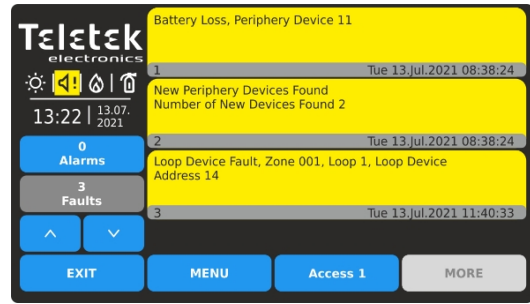 Tεlεtεk
electronics
13:22 13.07.
2021
0
Alarms
3
Faults
EXIT
Battery Loss, Periphery Device 11
1 Tue 13.Jul.2021 08:38:24
New Periphery Devices Found
Number of New Devices Found 2
2 Tue 13.Jul.2021 08:38:24
Loop Device Fault, Zone 001, Loop 1, Loop Device
Address 14
3 Tue 13.Jul.2021 11:40:33
MENU
Access 1
MORE